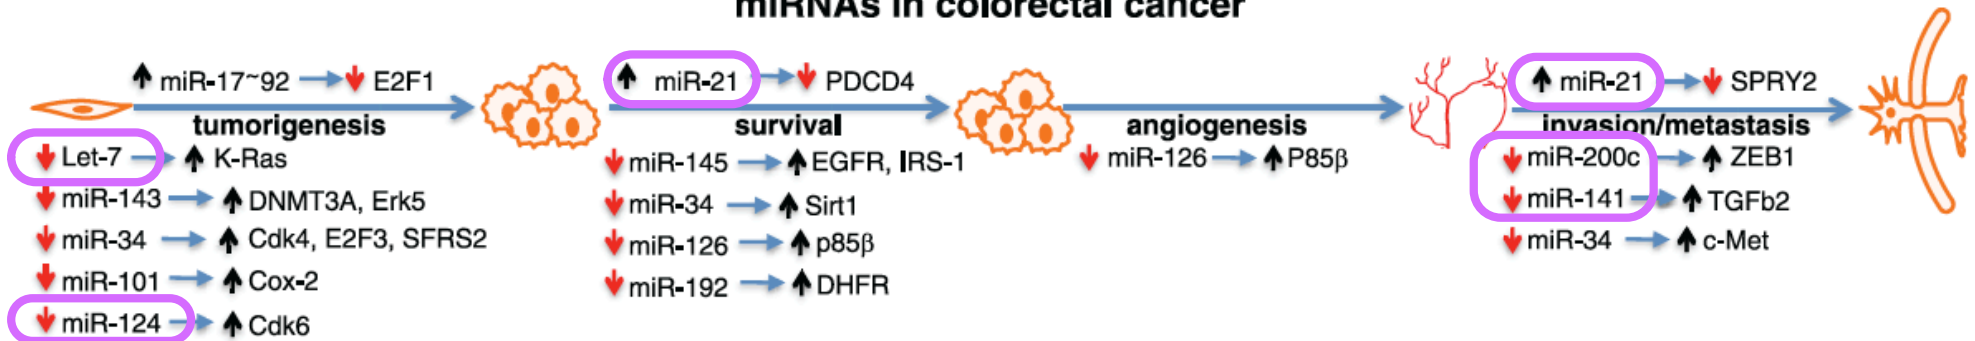 miRNAs in colorectal cancer
↑ miR-17~92 → ↓ E2F1
tumorigenesis
↓ Let-7 → ↑ K-Ras
↓ miR-143 → ↑ DNMT3A, Erk5
↓ miR-34 → ↑ Cdk4, E2F3, SFRS2
↓ miR-101 → ↑ Cox-2
↓ miR-124 → ↑ Cdk6
↑ miR-21 → ↓ PDCD4
survival
↓ miR-145 → ↑ EGFR, IRS-1
↓ miR-34 → ↑ Sirt1
↓ miR-126 → ↑ p85β
↓ miR-192 → ↑ DHFR
angiogenesis
↓ miR-126 → ↑ P85β
↑ miR-21 → ↓ SPRY2
invasion/metastasis
↓ miR-200c → ↑ ZEB1
↓ miR-141 → ↑ TGFb2
↓ miR-34 → ↑ c-Met